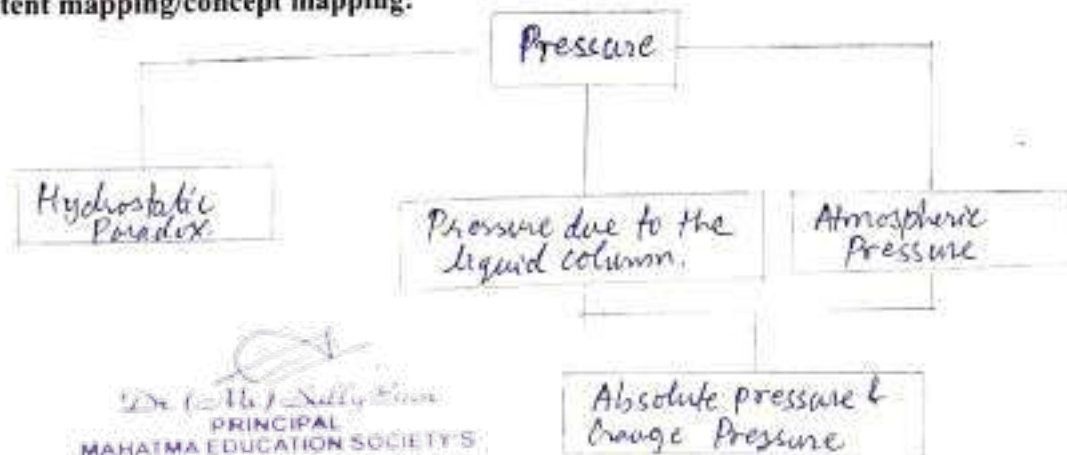 tent mapping/concept mapping.
Pressure
Hydrostatic
Paradox.
Pressure due to the
liquid column.
Atmospheric
Pressure
Absolute pressure &
Gauge Pressure
PRINCIPAL
MAHATMA EDUCATION SOCIETY'S